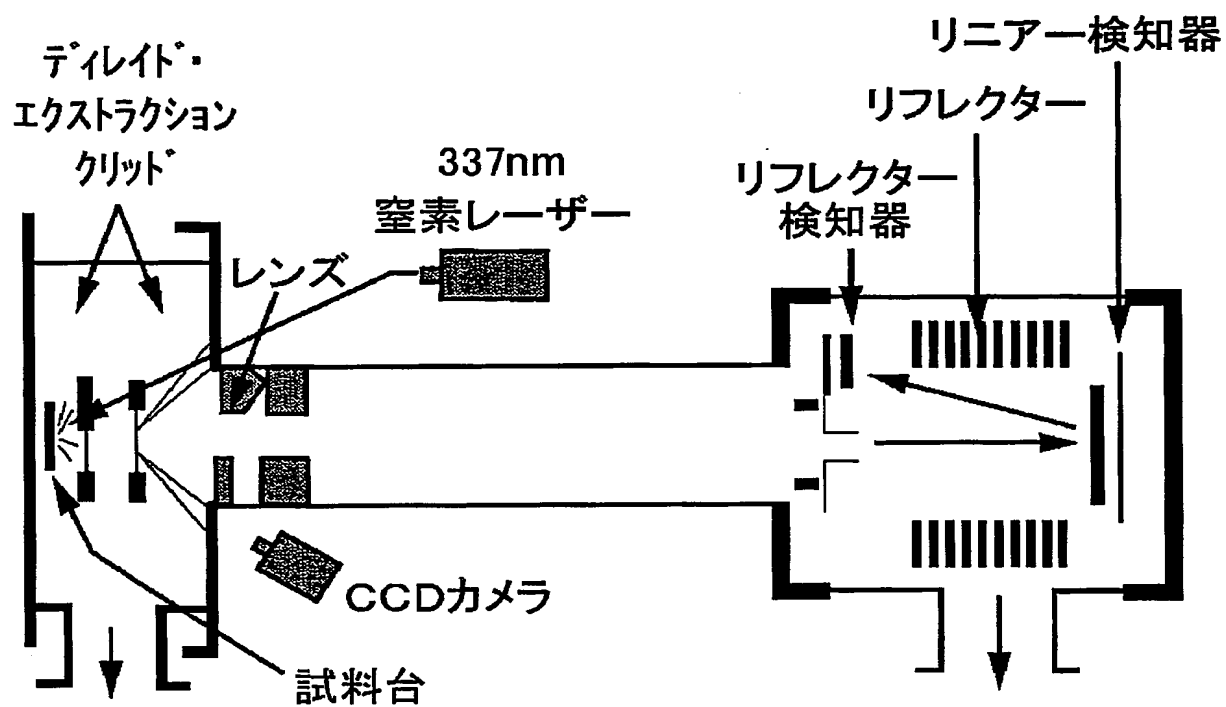 ディレイド・
エクストラクション
クリッド
337nm
窒素レーザー
レンズ
リニアー検知器
リフレクター
リフレクター
検知器
CCDカメラ
試料台